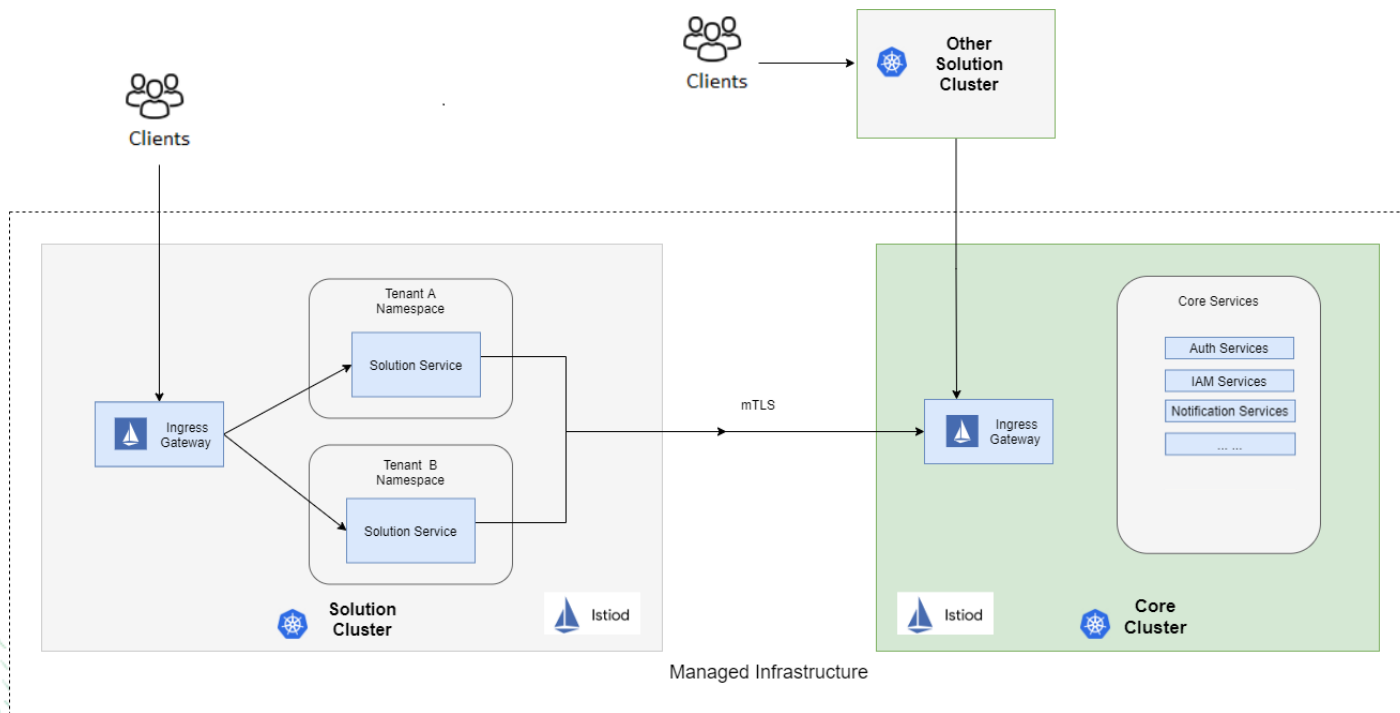 Clients
Clients
Other
Solution
Cluster
Tenant A
Namespace
Solution Service
Ingress
Gateway
Tenant B
Namespace
Solution Service
Solution
Cluster
Istiod
mTLS
Ingress
Gateway
Core Services
Auth Services
IAM Services
Notification Services
... ...
Istiod
Core
Cluster
Managed Infrastructure